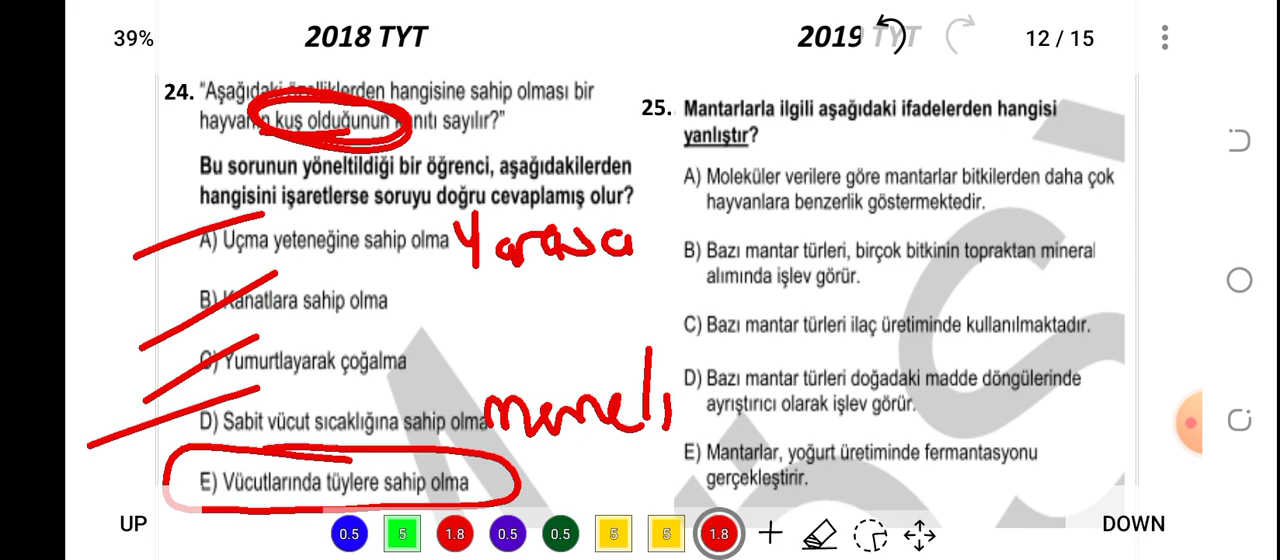 39%
2018 TYT
2019 TYT
12 / 15
24. "Aşağıdaki özelliklerden hangisine sahip olması bir
hayvanın kuş olduğunun kanıtı sayılır?"
Bu sorunun yöneltildiği bir öğrenci, aşağıdakilerden
hangisini işaretlerse soruyu doğru cevaplamış olur?
A) Uçma yeteneğine sahip olma Yarasa
B) Kanatlara sahip olma
C) Yumurtlayarak çoğalma
D) Sabit vücut sıcaklığına sahip olma memeli
E) Vücutlarında tüylere sahip olma
25. Mantarlarla ilgili aşağıdaki ifadelerden hangisi
yanlıştır?
A) Moleküler verilere göre mantarlar bitkilerden daha çok
hayvanlara benzerlik göstermektedir.
B) Bazı mantar türleri, birçok bitkinin topraktan mineral
alımında işlev görür.
C) Bazı mantar türleri ilaç üretiminde kullanılmaktadır.
D) Bazı mantar türleri doğadaki madde döngülerinde
ayrıştırıcı olarak işlev görür.
E) Mantarlar, yoğurt üretiminde fermantasyonu
gerçekleştirir.
UP
0.5
5
1.8
0.5
0.5
5
5
1.8
DOWN